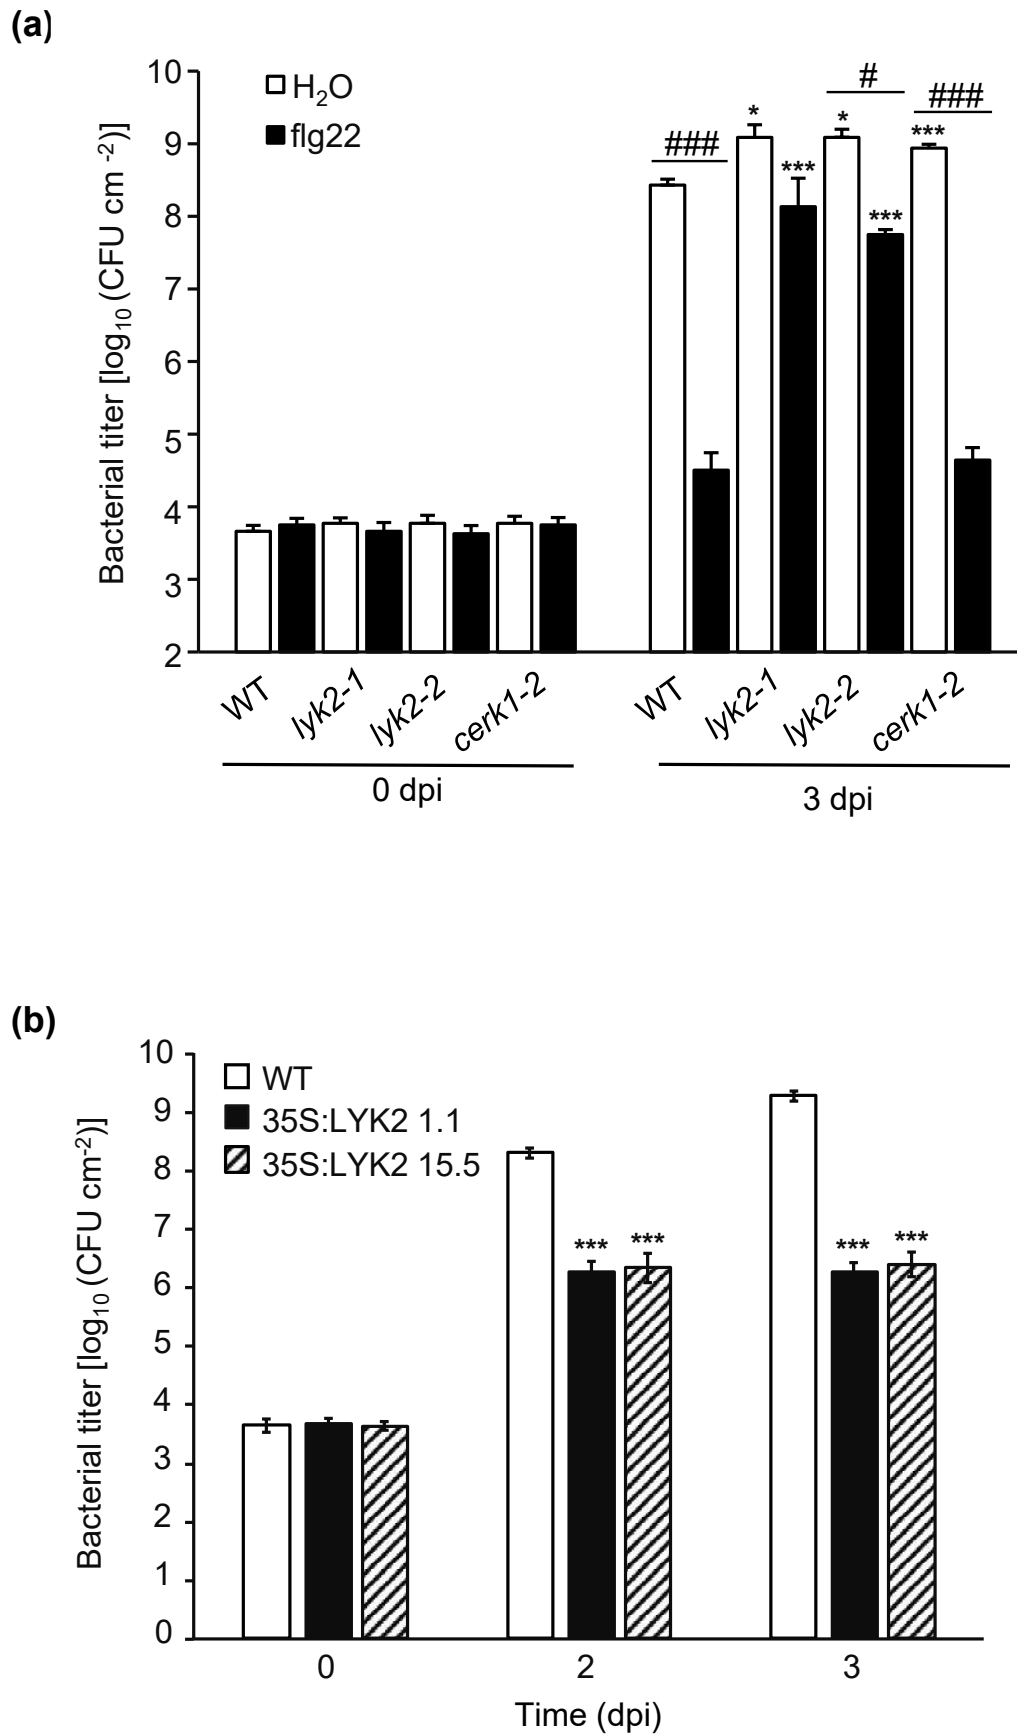 (a)
10
9
8
7
6
5
4
3
2
Bacterial titer [log10 (CFU cm -2)]
H2O
flg22
###
*
***
*
***
#
***
###
WT
lyk2-1
lyk2-2
cerk1-2
WT
lyk2-1
lyk2-2
cerk1-2
0 dpi
3 dpi
(b)
10
9
8
7
6
5
4
3
2
1
0
Bacterial titer [log10 (CFU cm-2)]
WT
35S:LYK2 1.1
35S:LYK2 15.5
***
***
***
***
0
2
3
Time (dpi)